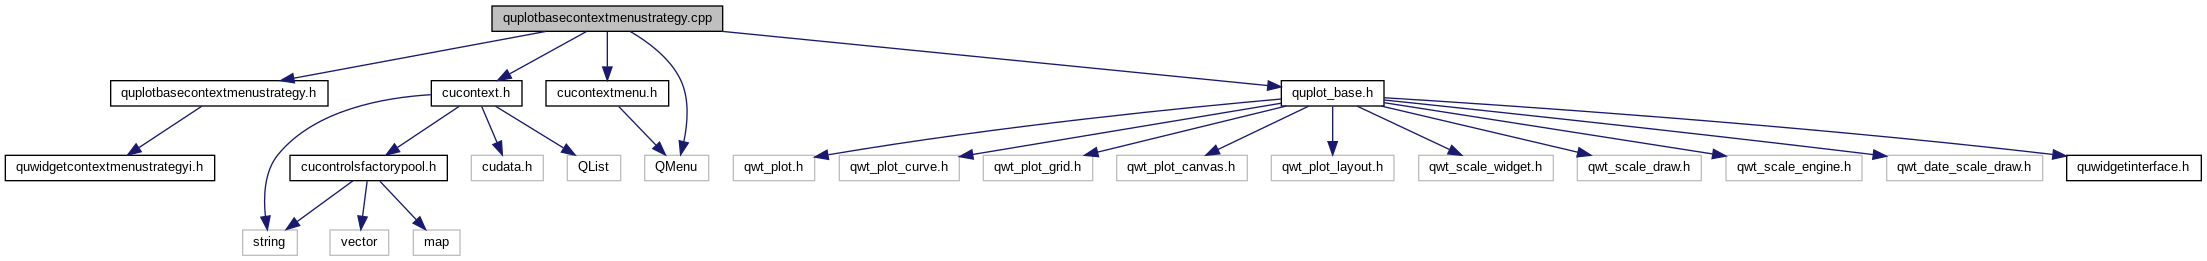 quplotbasecontextmenustrategy.cpp
quplotbasecontextmenustrategy.h
cucontext.h
cucontextmenu.h
quplot_base.h
quwidgetcontextmenustrategyi.h
cucontrolsfactorypool.h
cudata.h
QList
QMenu
qwt_plot.h
qwt_plot_curve.h
qwt_plot_grid.h
qwt_plot_canvas.h
qwt_plot_layout.h
qwt_scale_widget.h
qwt_scale_draw.h
qwt_scale_engine.h
qwt_date_scale_draw.h
quwidgetinterface.h
string
vector
map